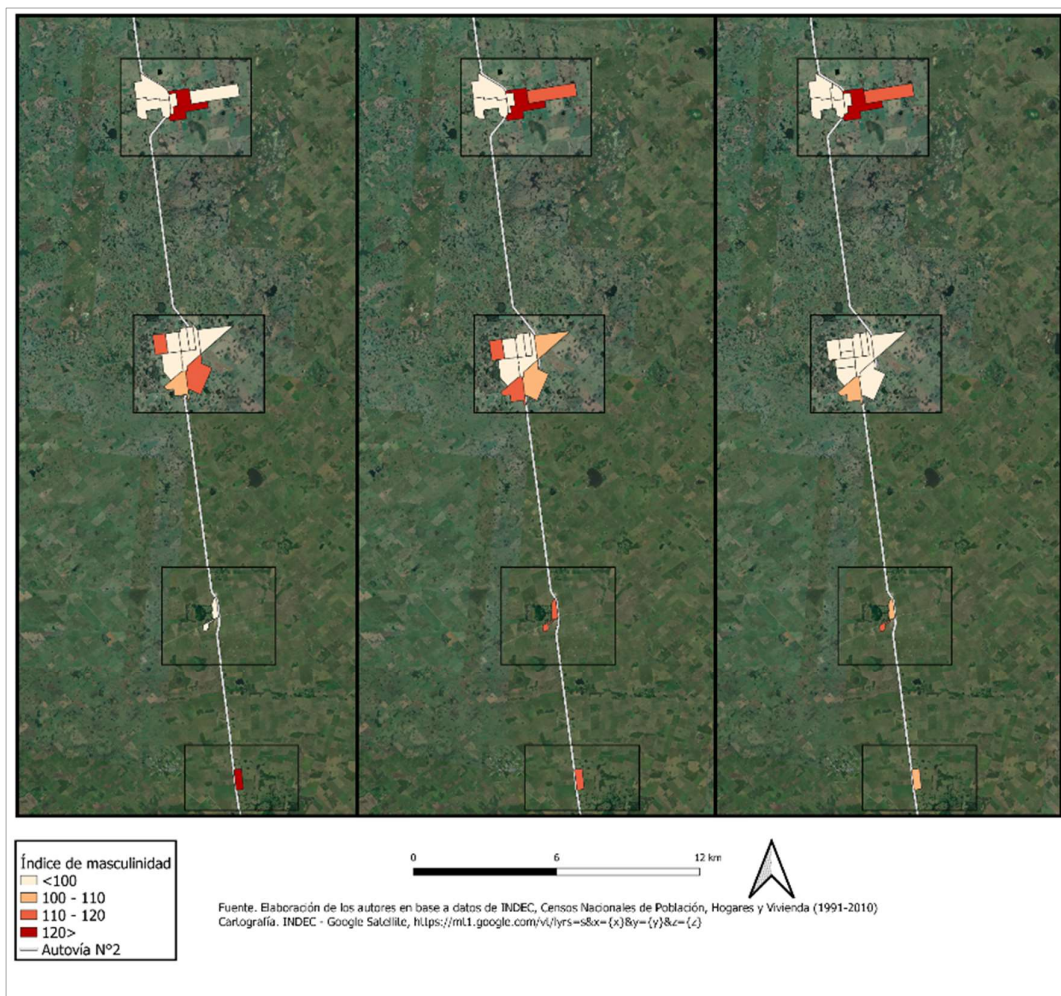 Índice de masculinidad
<100
100 - 110
110 - 120
120>
Autovía N°2
0 6 12 km
Fuente. Elaboración de los autores en base a datos de INDEC, Censos Nacionales de Población, Hogares y Vivienda (1991-2010)
Cartografía. INDEC - Google Satellite, https://mt1.google.com/vt/lyrs=s&x={x}&y={y}&z={z}